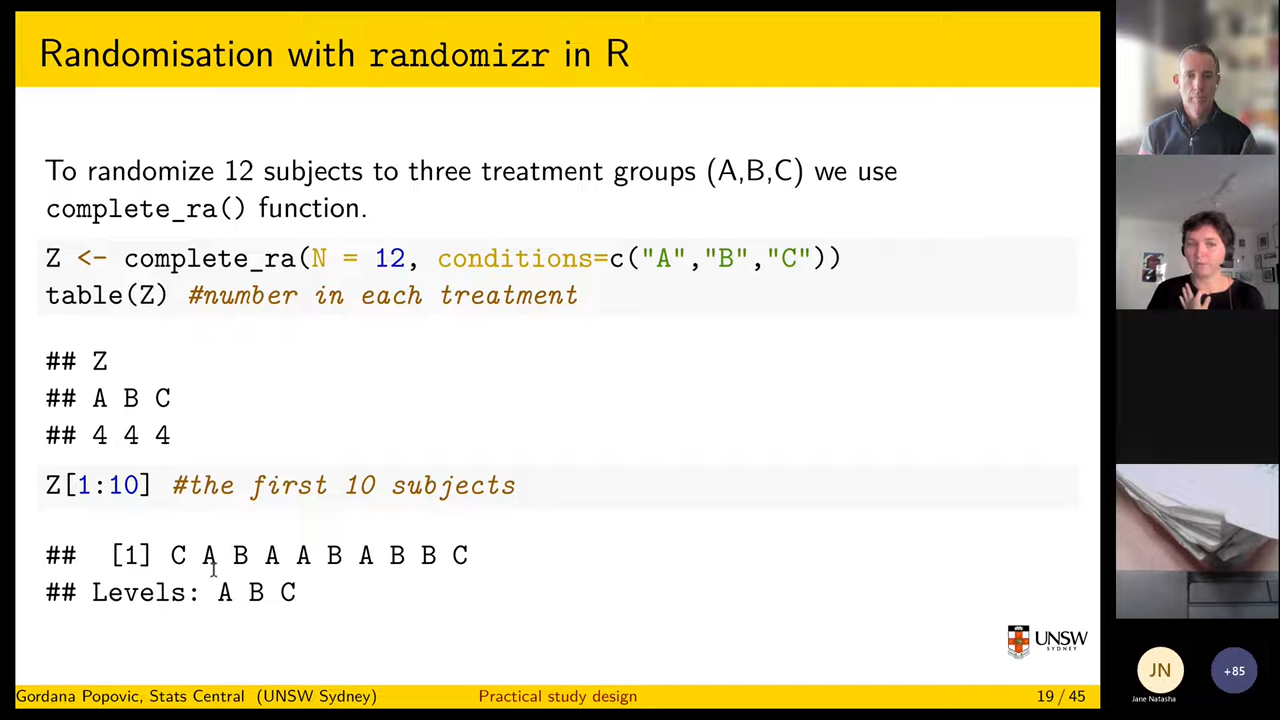 Randomisation with randomizr in R
To randomize 12 subjects to three treatment groups (A,B,C) we use
complete_ra() function.
Z <- complete_ra(N = 12, conditions=c("A","B","C"))
table(Z) #number in each treatment
## Z
## A B C
## 4 4 4
Z[1:10] #the first 10 subjects
##  [1] C A B A A B A B B C
## Levels: A B C
UNSW
SYDNEY
Gordana Popovic, Stats Central (UNSW Sydney)
Practical study design
19 / 45
JN
+85
Jane Natasha